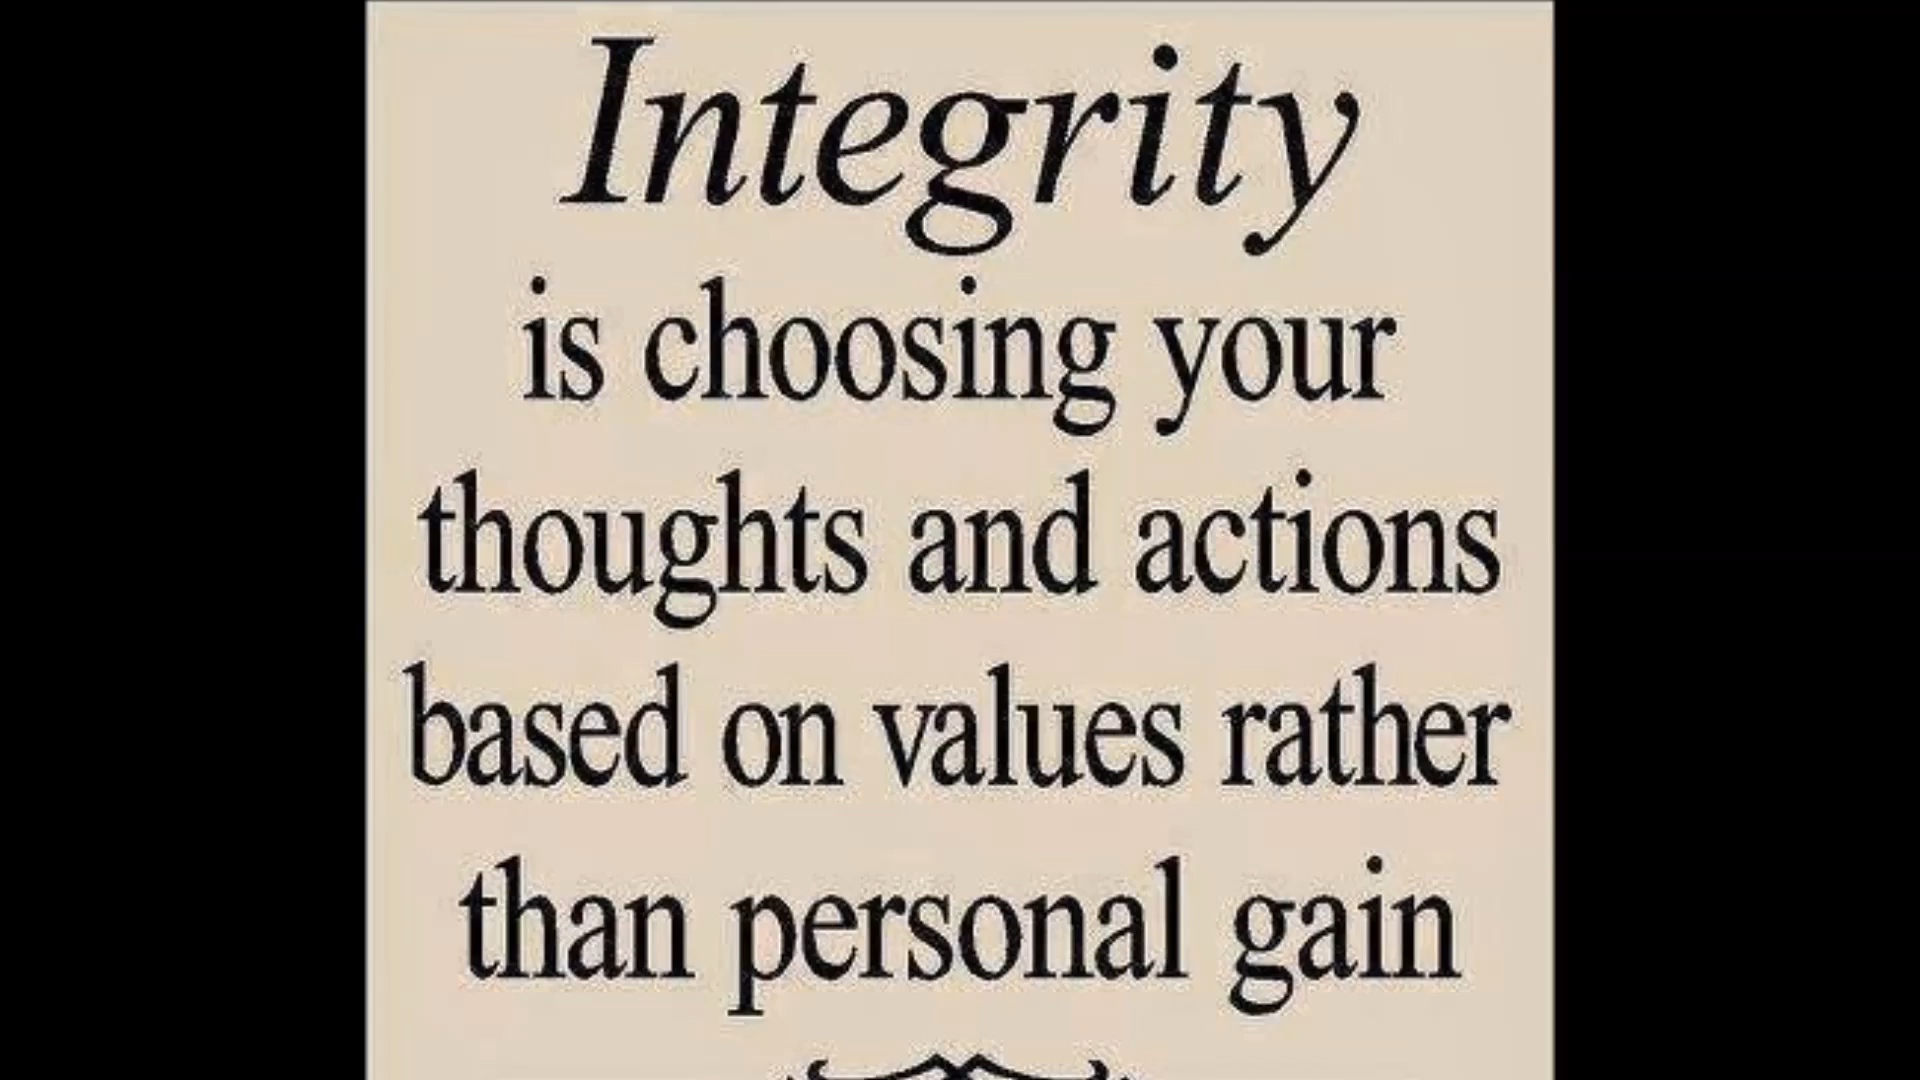 Integrity
is choosing your
thoughts and actions
based on values rather
than personal gain